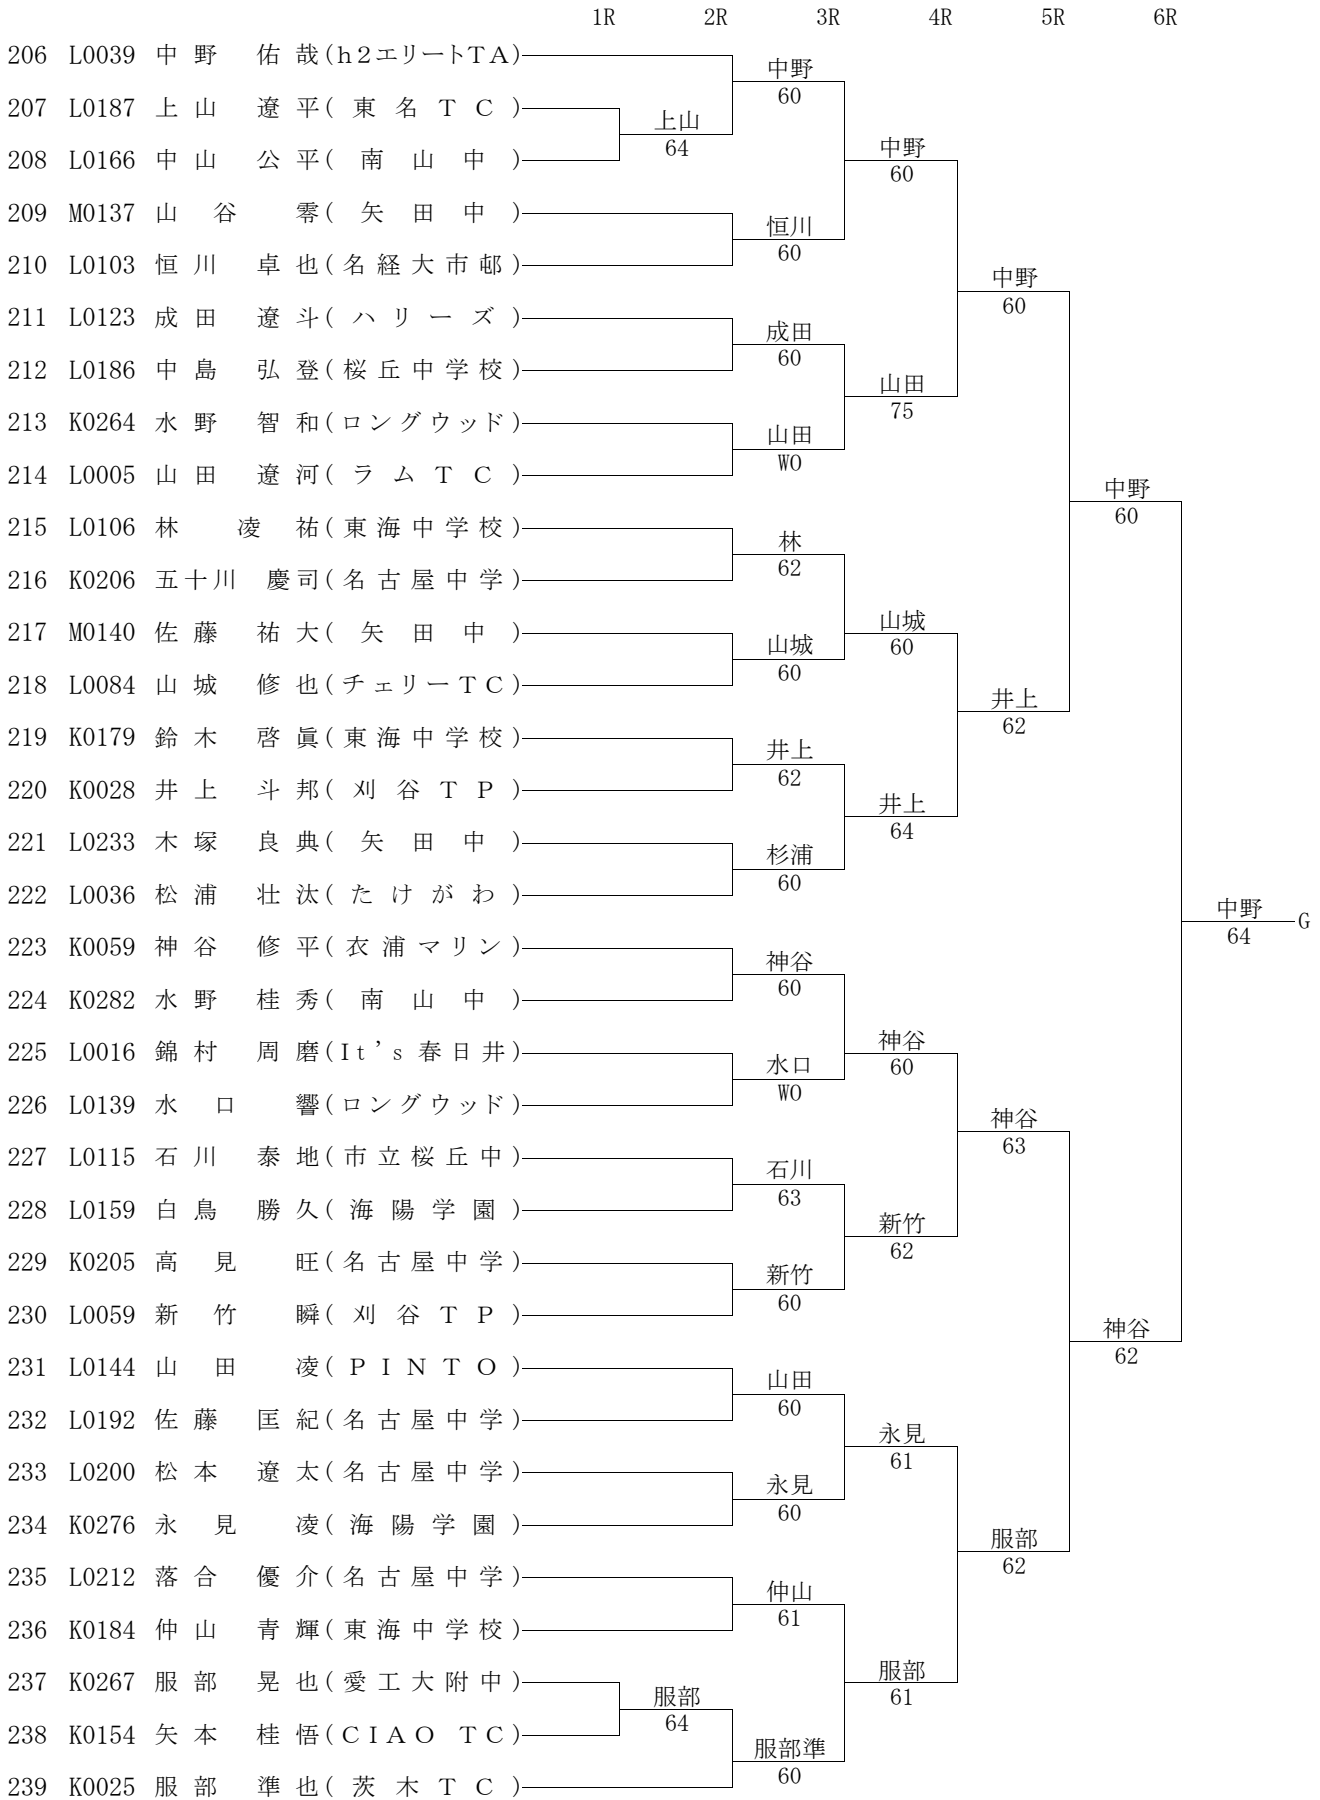 1R 2R 3R 4R 5R 6R
206 L0039 中野 佑哉(h2エリートTA)
中野
60
207 L0187 上山 遼平(東名TC)
上山
64
中野
60
208 L0166 中山 公平(南山中)
209 M0137 山谷 零(矢田中)
恒川
60
210 L0103 恒川 卓也(名経大市邨)
中野
60
211 L0123 成田 遼斗(ハリーズ)
成田
60
212 L0186 中島 弘登(桜丘中学校)
山田
75
213 K0264 水野 智和(ロングウッド)
山田
WO
214 L0005 山田 遼河(ラムTC)
中野
60
215 L0106 林 凌祐(東海中学校)
林
62
216 K0206 五十川 慶司(名古屋中学)
山城
60
217 M0140 佐藤 祐大(矢田中)
山城
60
218 L0084 山城 修也(チェリーTC)
井上
62
219 K0179 鈴木 啓眞(東海中学校)
井上
62
220 K0028 井上 斗邦(刈谷TP)
井上
64
221 L0233 木塚 良典(矢田中)
杉浦
60
222 L0036 松浦 壮汰(たけがわ)
中野
64
G
223 K0059 神谷 修平(衣浦マリン)
神谷
60
224 K0282 水野 桂秀(南山中)
神谷
60
225 L0016 錦村 周磨(It's春日井)
水口
WO
226 L0139 水口 響(ロングウッド)
神谷
63
227 L0115 石川 泰地(市立桜丘中)
石川
63
228 L0159 白鳥 勝久(海陽学園)
新竹
62
229 K0205 高見 旺(名古屋中学)
新竹
60
230 L0059 新竹 瞬(刈谷TP)
神谷
62
231 L0144 山田 凌(PINTO)
山田
60
232 L0192 佐藤 匡紀(名古屋中学)
永見
61
233 L0200 松本 遼太(名古屋中学)
永見
60
234 K0276 永見 凌(海陽学園)
服部
62
235 L0212 落合 優介(名古屋中学)
仲山
61
236 K0184 仲山 青輝(東海中学校)
服部
61
237 K0267 服部 晃也(愛工大附中)
服部
64
238 K0154 矢本 桂悟(CIAO TC)
服部準
60
239 K0025 服部 準也(茨木TC)